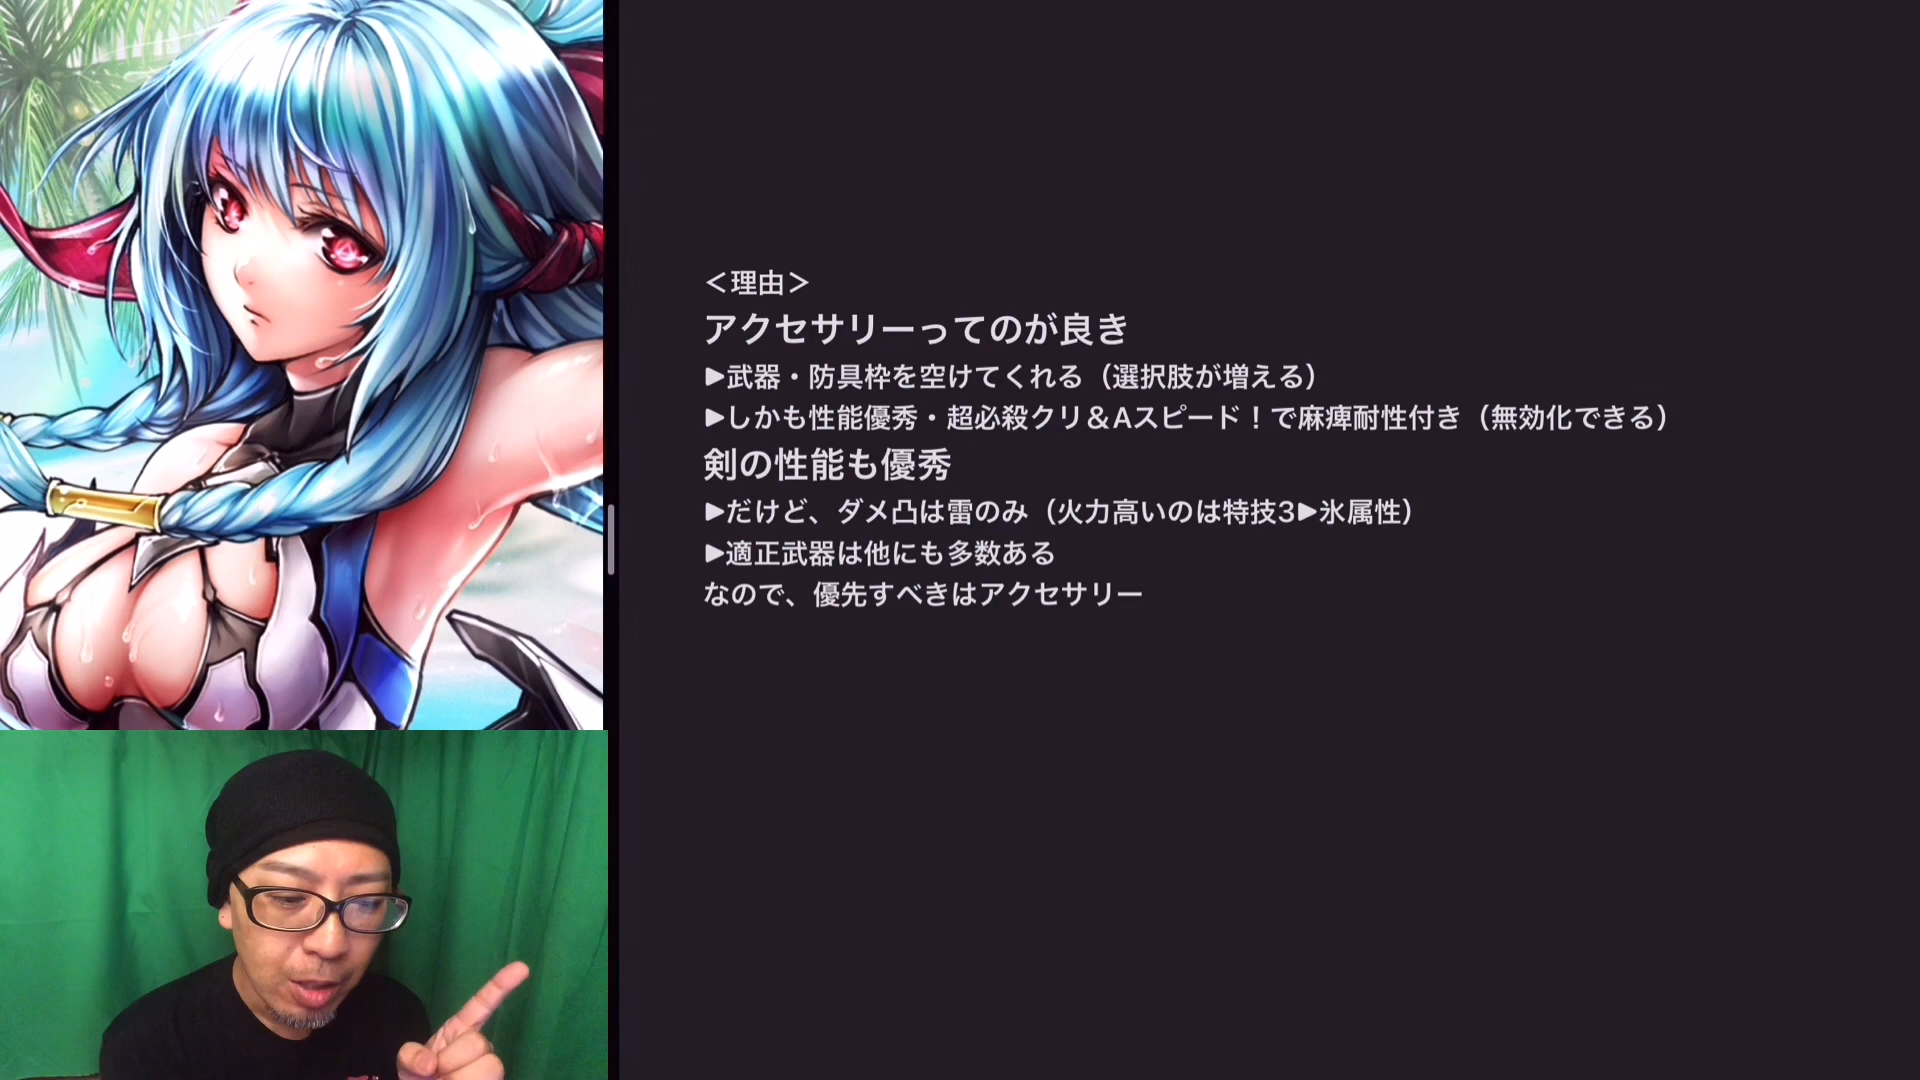 ＜理由＞
アクセサリーってのが良き
▶武器・防具枠を空けてくれる（選択肢が増える）
▶しかも性能優秀・超必殺クリ＆Aスピード！で麻痺耐性付き（無効化できる）
剣の性能も優秀
▶だけど、ダメ凸は雷のみ（火力高いのは特技3▶氷属性）
▶適正武器は他にも多数ある
なので、優先すべきはアクセサリー